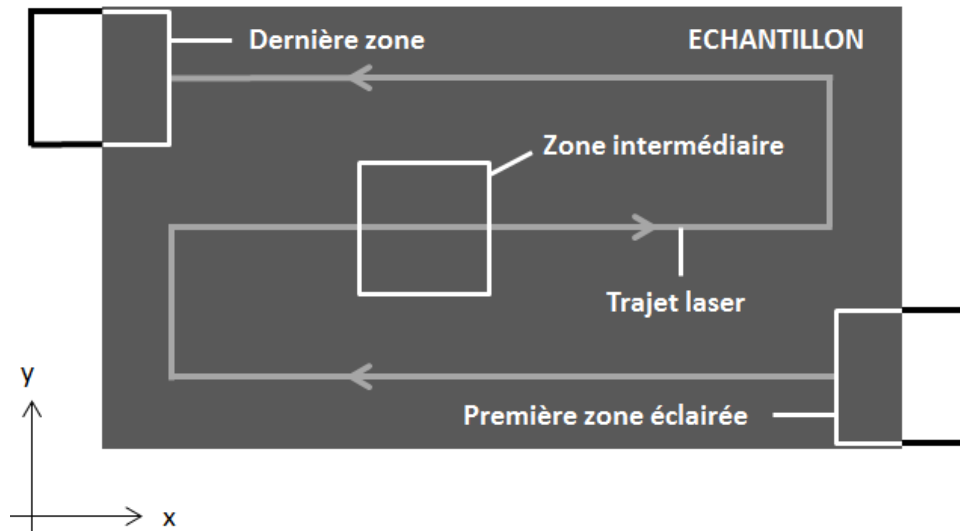 Dernière zone
ECHANTILLON
Zone intermédiaire
Trajet laser
Première zone éclairée
y
x